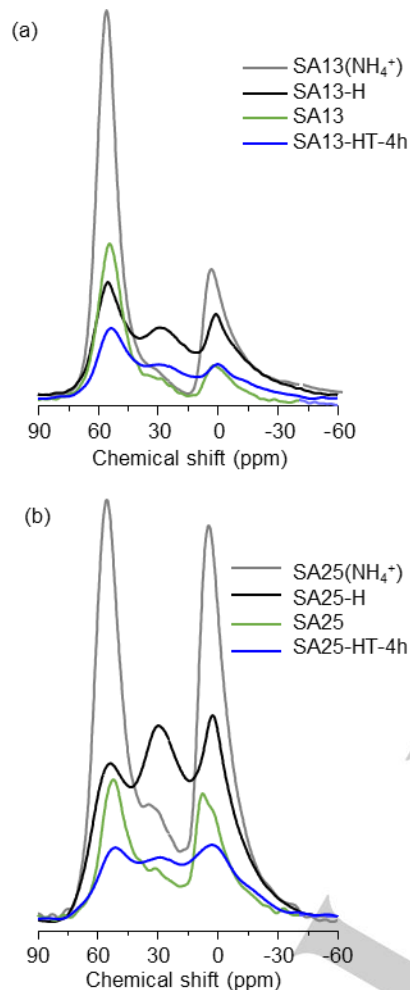 (a)
SA13(NH₄⁺)
SA13-H
SA13
SA13-HT-4h
90 60 30 0 -30 -60
Chemical shift (ppm)
(b)
SA25(NH₄⁺)
SA25-H
SA25
SA25-HT-4h
90 60 30 0 -30 -60
Chemical shift (ppm)